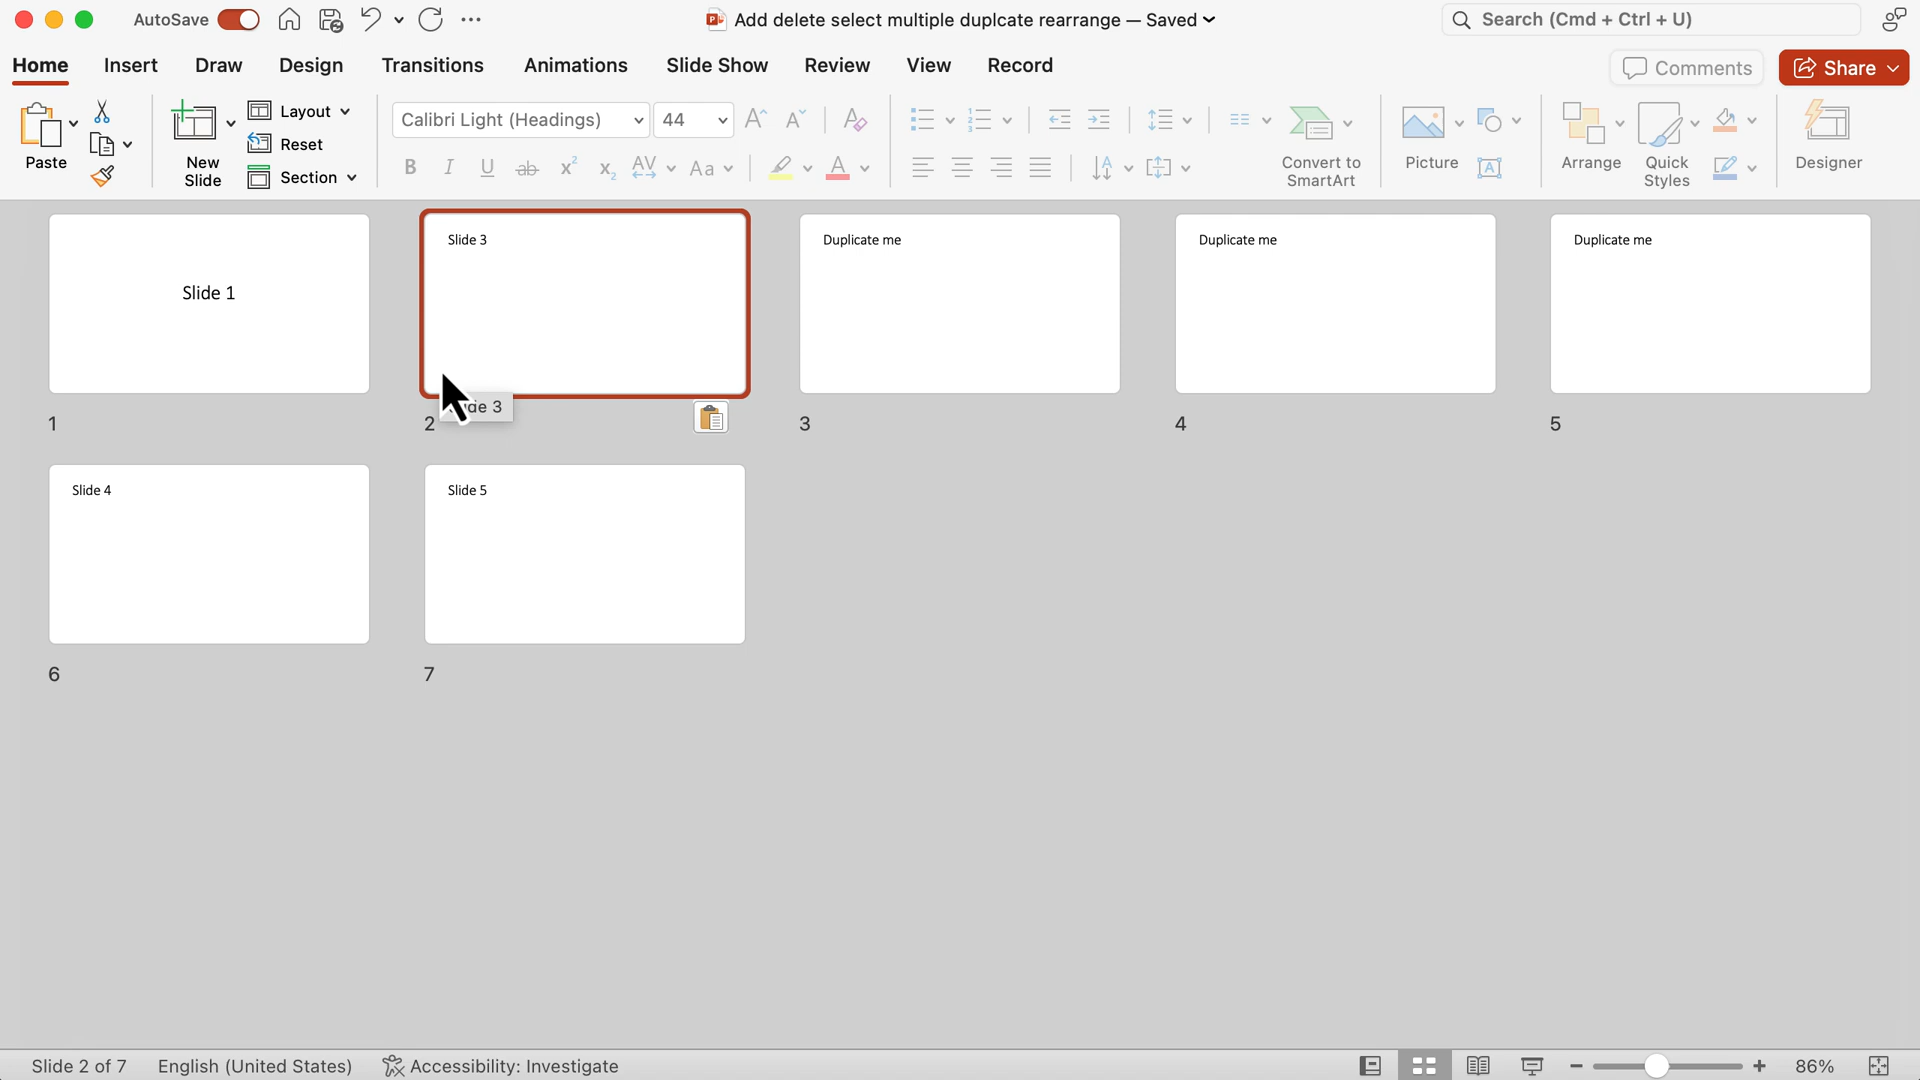 AutoSave
Add delete select multiple duplcate rearrange — Saved
Search (Cmd + Ctrl + U)
Home Insert Draw Design Transitions Animations Slide Show Review View Record
Comments
Share
Paste
New
Slide
Layout
Reset
Section
Calibri Light (Headings)
44
Convert to
SmartArt
Picture
Arrange
Quick
Styles
Designer
Slide 1
Slide 3
Duplicate me
Duplicate me
Duplicate me
1
2
3
4
5
Slide 4
Slide 5
6
7
Slide 2 of 7
English (United States)
Accessibility: Investigate
86%